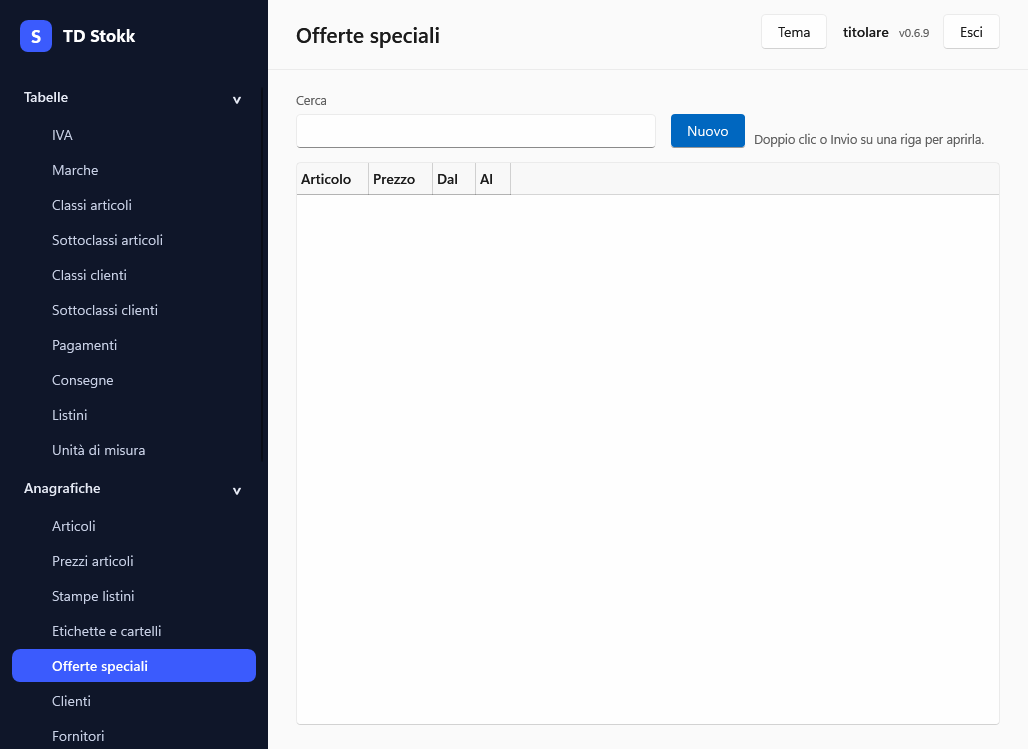 S TD Stokk
Tabelle
IVA
Marche
Classi articoli
Sottoclassi articoli
Classi clienti
Sottoclassi clienti
Pagamenti
Consegne
Listini
Unità di misura
Anagrafiche
Articoli
Prezzi articoli
Stampe listini
Etichette e cartelli
Offerte speciali
Clienti
Fornitori
Offerte speciali
Tema titolare v0.6.9 Esci
Cerca
Nuovo Doppio clic o Invio su una riga per aprirla.
Articolo Prezzo Dal Al